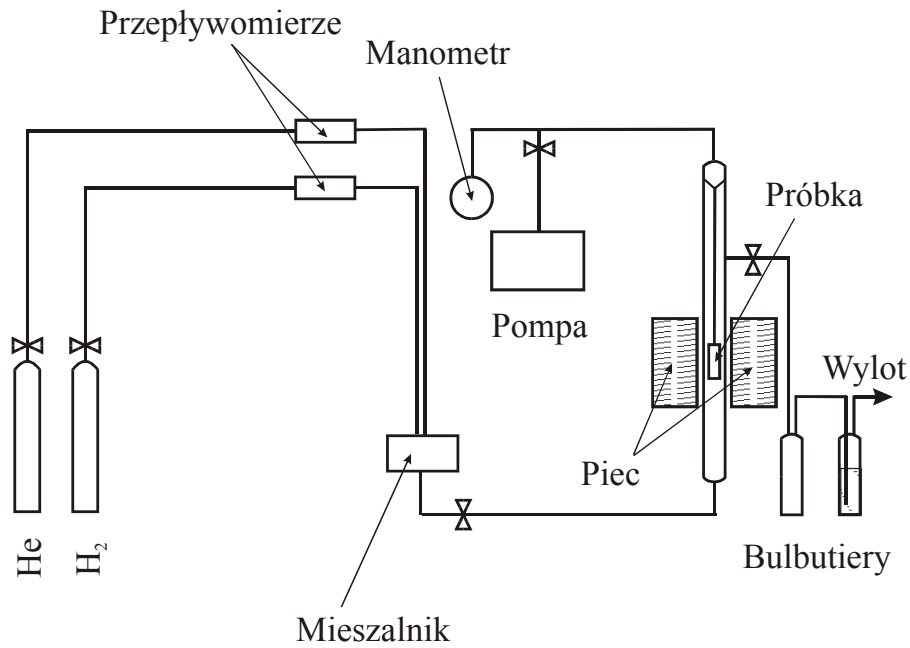 Przepływomierze
Manometr
Próbka
Pompa
Wylot
Piec
He
H₂
Bulbutiery
Mieszalnik